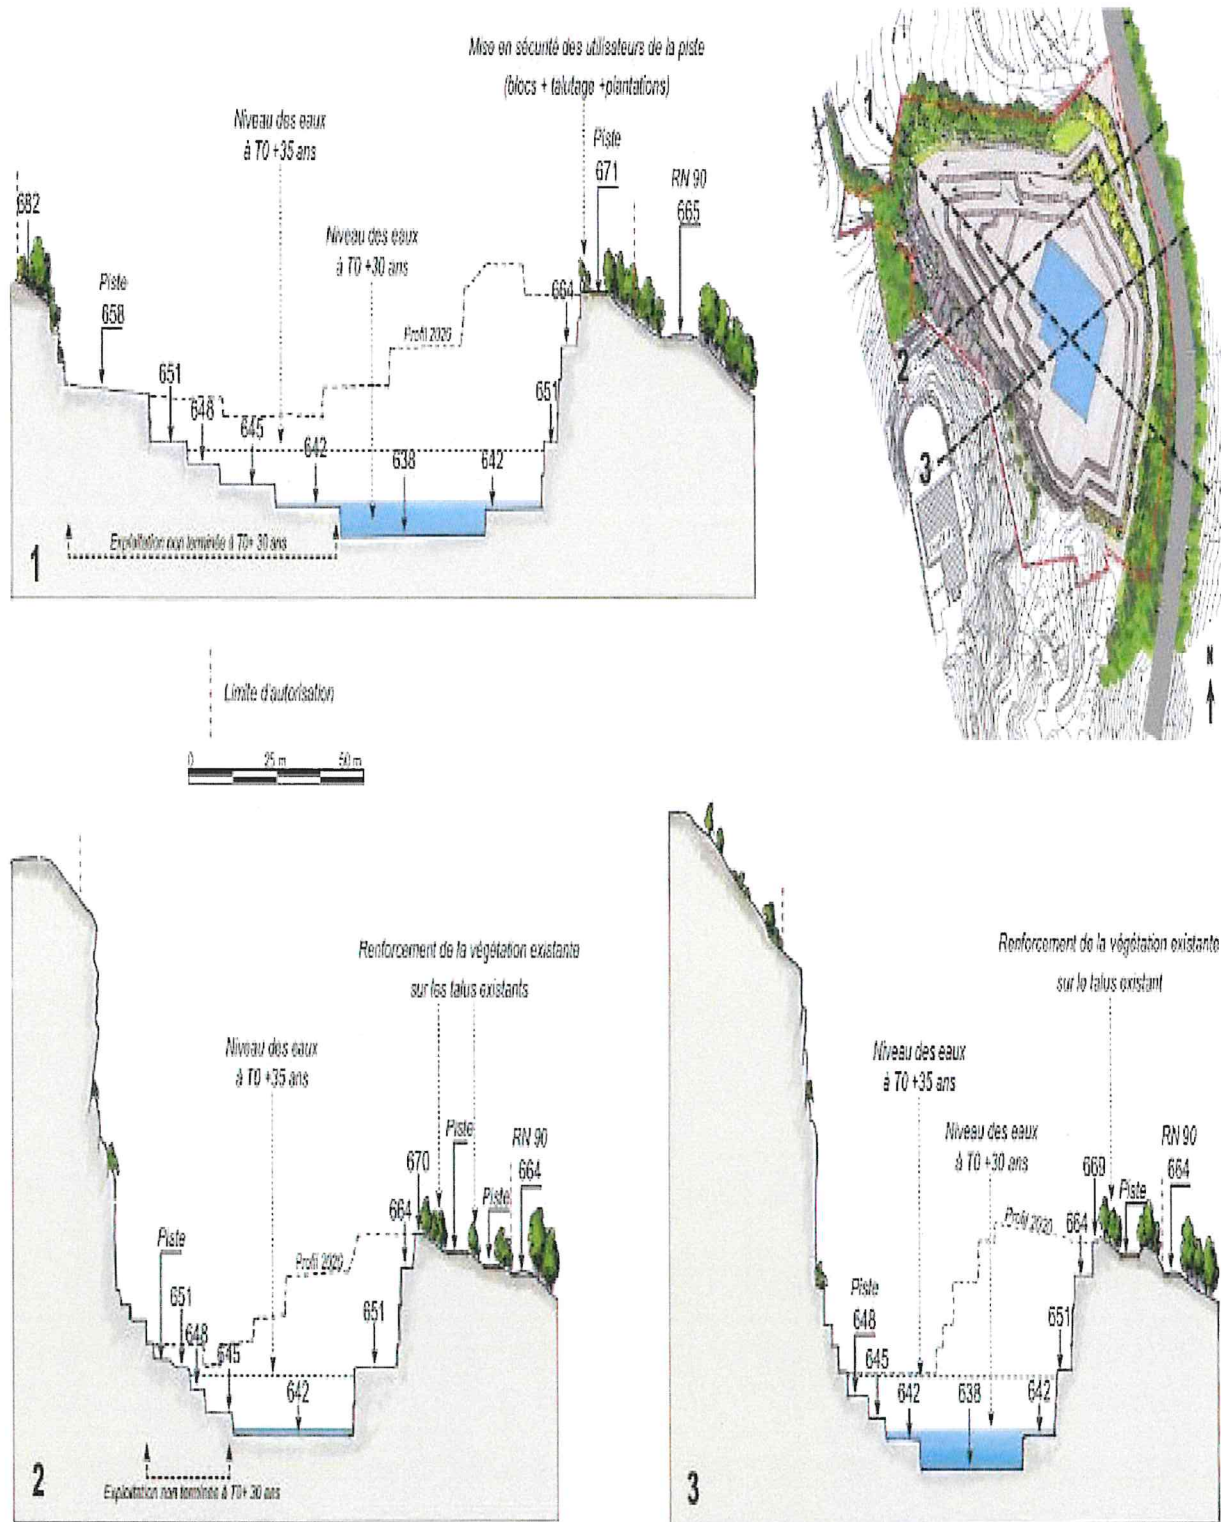 Mise en sécurité des utilisateurs de la piste
(blocs + talutage +plantations)
Niveau des eaux
à T0 +35 ans
Piste
671
RN 90
665
682
Niveau des eaux
à T0 +30 ans
Piste
658
664
Profil 2020
651
648
645
642
638
642
651
Exploitation non terminée à T0+ 30 ans
1
1
2
3
N
Limite d'autorisation
0 25 m 50 m
Renforcement de la végétation existante
sur les talus existants
Niveau des eaux
à T0 +35 ans
Piste
RN 90
670
664
664
Piste
Piste
Profil 2020
651
648
645
651
642
2
Exploitation non terminée à T0+ 30 ans
Renforcement de la végétation existante
sur le talus existant
Niveau des eaux
à T0 +35 ans
Niveau des eaux
à T0 +30 ans
RN 90
669
664
Piste
664
Profil 2020
Piste
648
645
651
642
638
642
3